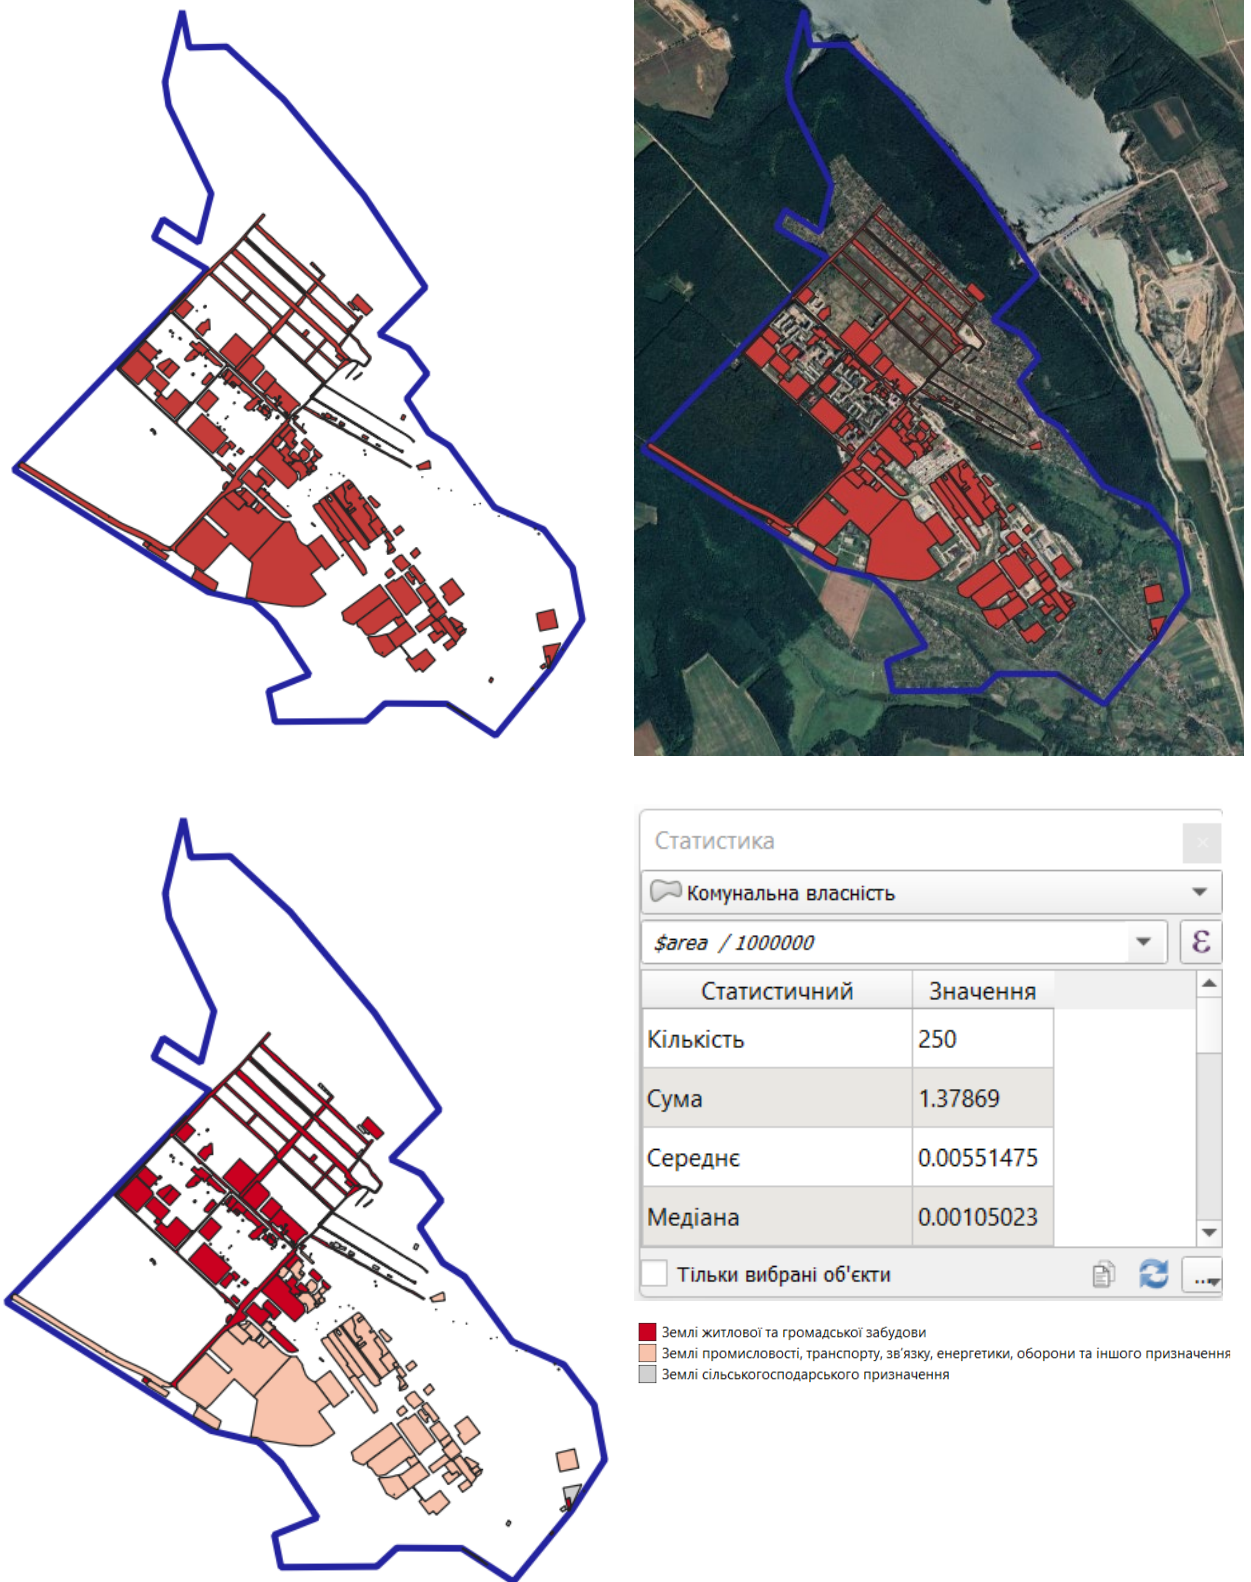 Статистика
Комунальна власність
$area / 1000000
ε
Статистичний Значення
Кількість 250
Сума 1.37869
Середнє 0.00551475
Медіана 0.00105023
Тільки вибрані об'єкти
...
Землі житлової та громадської забудови
Землі промисловості, транспорту, зв'язку, енергетики, оборони та іншого призначення
Землі сільськогосподарського призначення